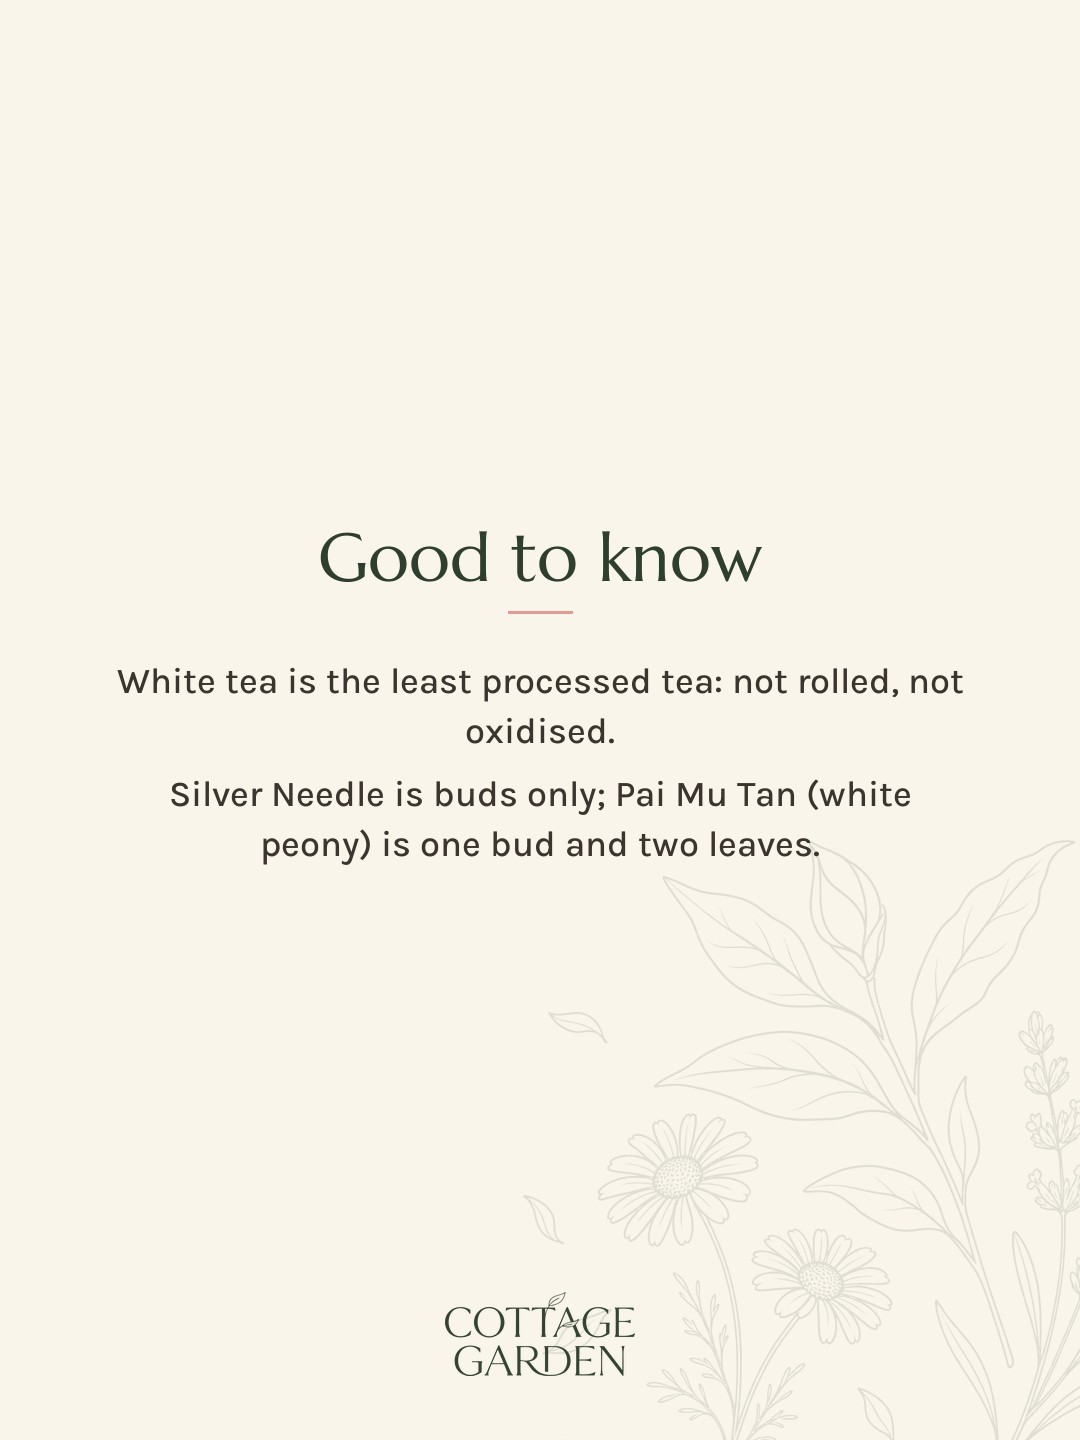 Good to know
White tea is the least processed tea: not rolled, not
oxidised.
Silver Needle is buds only; Pai Mu Tan (white
peony) is one bud and two leaves.
COTTAGE
GARDEN